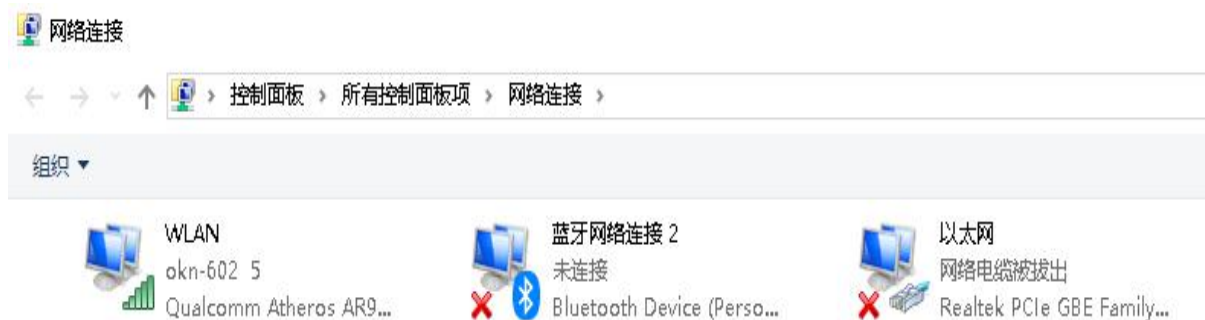 网络连接
控制面板 › 所有控制面板项 › 网络连接 ›
组织
WLAN
okn-602 5
Qualcomm Atheros AR9...
蓝牙网络连接 2
未连接
Bluetooth Device (Perso...
以太网
网络电缆被拔出
Realtek PCIe GBE Family...